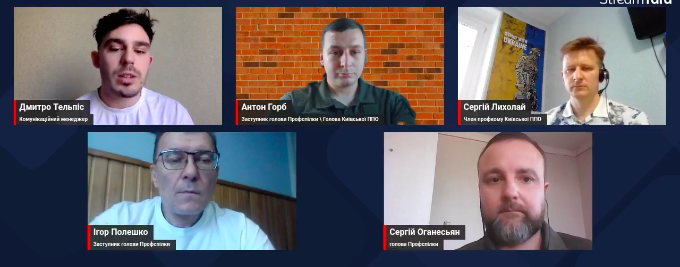 StreamYard
UKRAINE
Дмитро Тельпіс
Комунікаційний менеджер
Антон Горб
Заступник голови Профспілки \ Голова Київської ППО
Сергій Лихолай
Член профкому Київської ППО
Ігор Полешко
Заступник голови Профспілки
Сергій Оганесьян
голова Профспілки